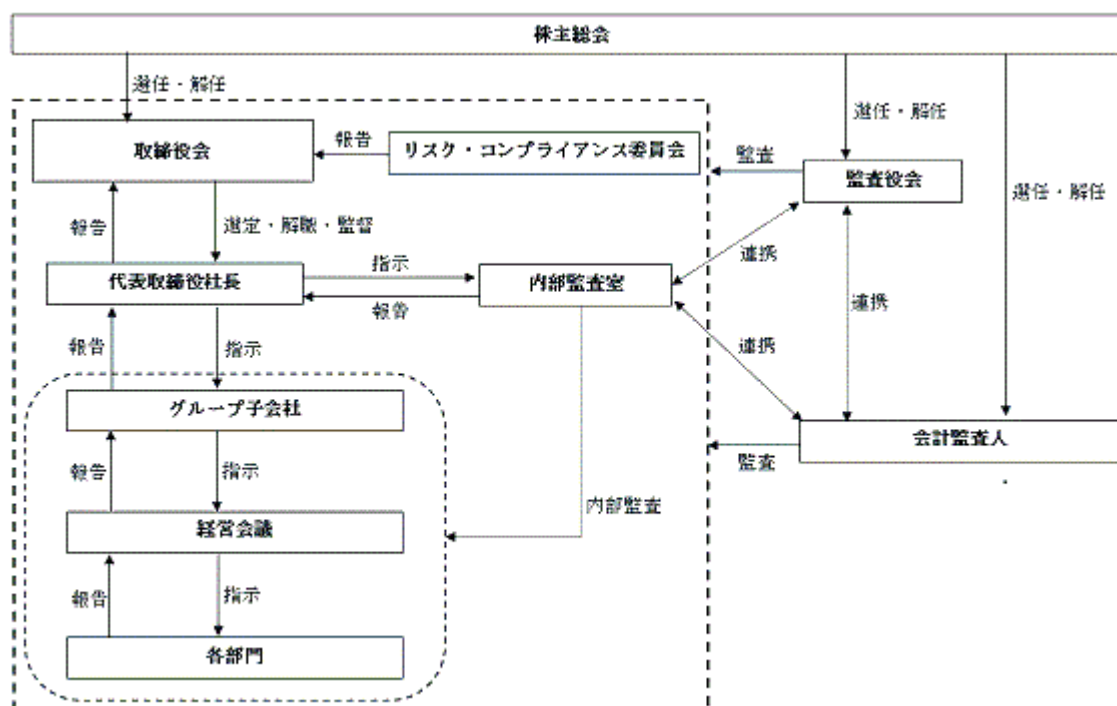 株主総会
選任・解任
選任・解任
選任・解任
取締役会
報告
リスク・コンプライアンス委員会
監査
監査役会
報告
選定・解職・監督
連携
連携
代表取締役社長
指示
報告
内部監査室
報告
指示
連携
グループ子会社
会計監査人
監査
報告
指示
内部監査
経営会議
報告
指示
各部門